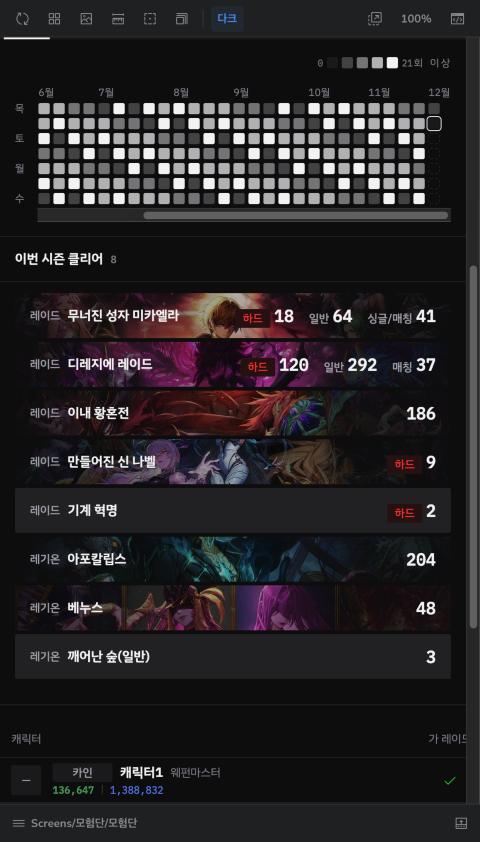 다크
100%
0 21회 이상
6월 7월 8월 9월 10월 11월 12월
목
토
월
수
이번 시즌 클리어 8
레이드 무너진 성자 미카엘라 하드 18 일반 64 싱글/매칭 41
레이드 디레지에 레이드 하드 120 일반 292 매칭 37
레이드 이내 황혼전 186
레이드 만들어진 신 나벨 하드 9
레이드 기계 혁명 하드 2
레기온 아포칼립스 204
레기온 베누스 48
레기온 깨어난 숲(일반) 3
캐릭터 가 레이드
카인 캐릭터1 웨펀마스터
136,647 1,388,832
Screens/모험단/모험단